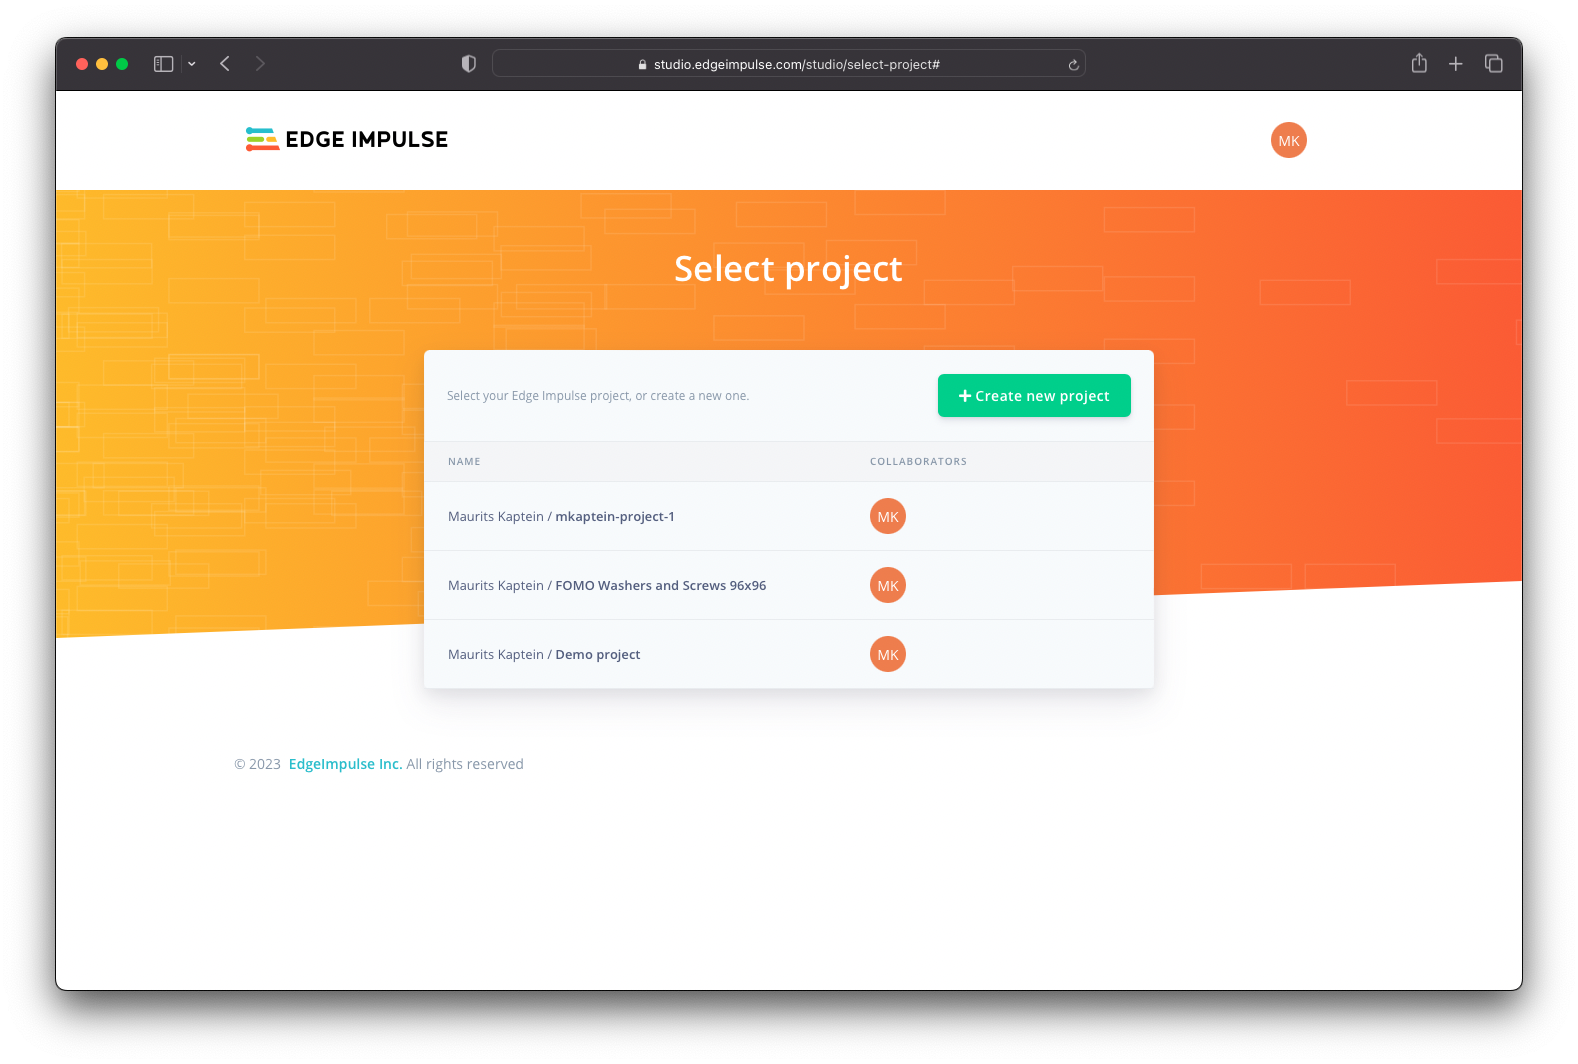 studio.edgeimpulse.com/studio/select-project#
EDGE IMPULSE
MK
Select project
Select your Edge Impulse project, or create a new one.
Create new project
NAME COLLABORATORS
Maurits Kaptein / mkaptein-project-1 MK
Maurits Kaptein / FOMO Washers and Screws 96x96 MK
Maurits Kaptein / Demo project MK
© 2023 EdgeImpulse Inc. All rights reserved